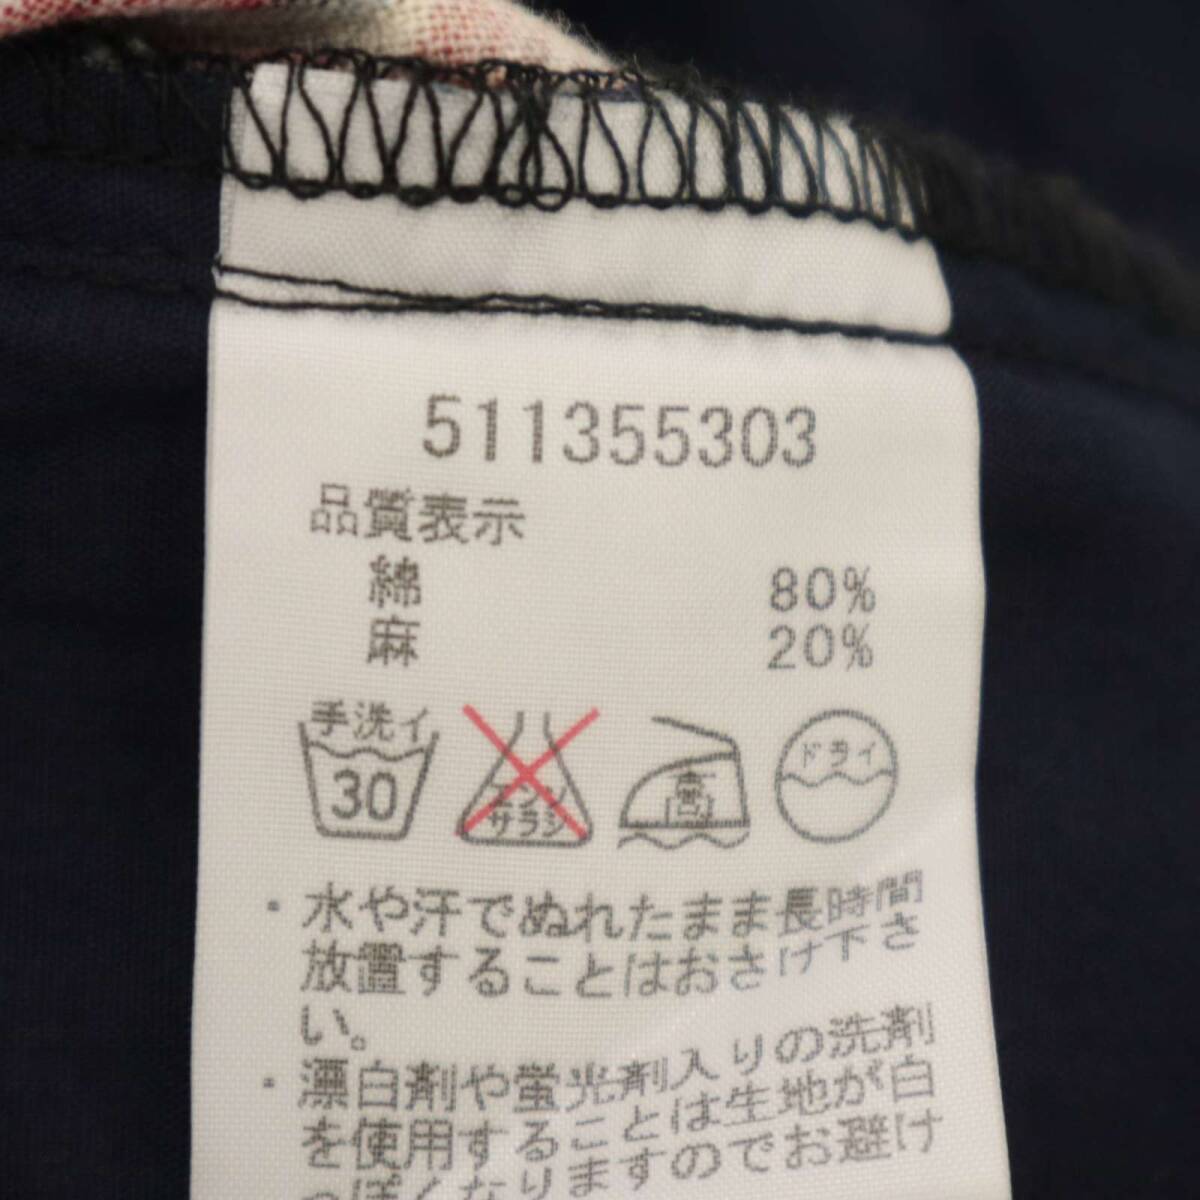 511355303
品質表示
綿 80%
麻 20%
手洗イ
30
エンソ
サラシ
高
ドライ
・水や汗でぬれたまま長時間
放置することはおさけ下さ
い。
・漂白剤や蛍光剤入りの洗剤
を使用することは生地が白
っぽくなりますのでお避け